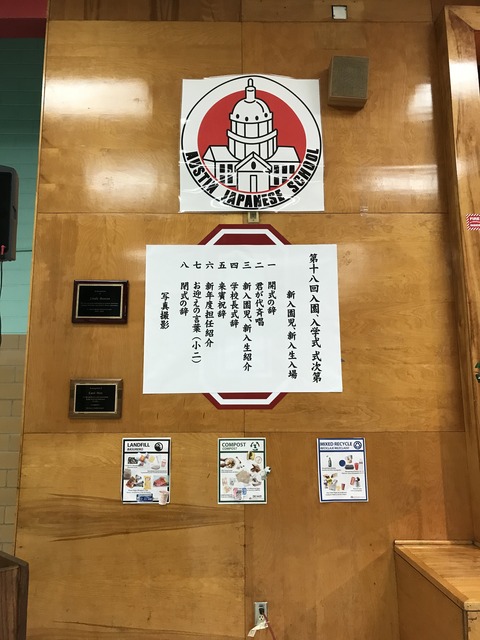 AUSTIN JAPANESE SCHOOL
第十八回入園、入学式 式次第
新入園児、新入生入場
一 開式の辞
二 君が代斉唱
三 新入園児、新入生紹介
四 学校長式辞
五 来賓祝辞
六 新年度担任紹介
七 お迎えの言葉（小二）
八 閉式の辞
写真撮影
LANDFILL
BASURERO
COMPOST
COMPOST
MIXED RECYCLE
RECICLAJE MEZCLADO